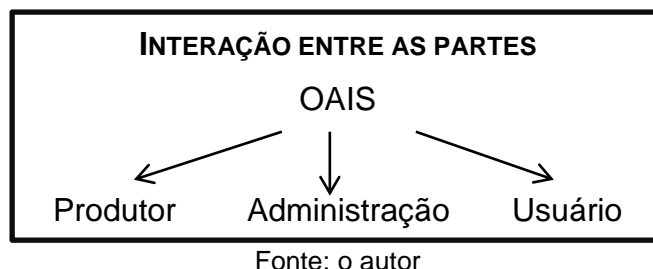 INTERAÇÃO ENTRE AS PARTES
OAIS
Produtor Administração Usuário
Fonte: o autor